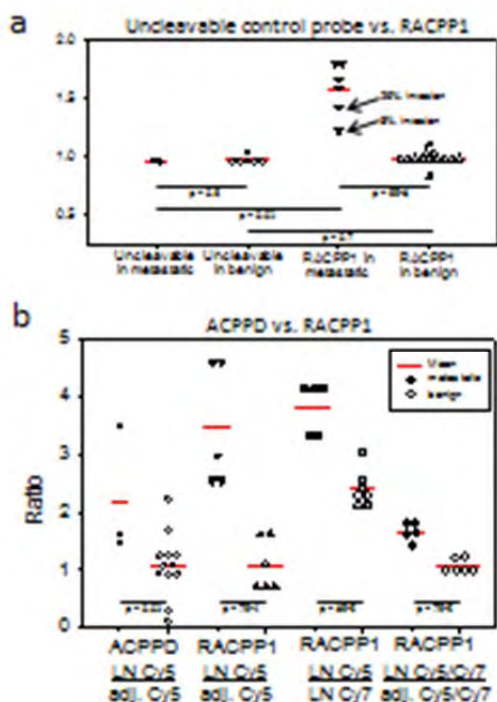 a
Uncleavable control probe vs. RACPP1
2.0
1.5
1.0
0.5
Invasion
Invasion
Uncleavable in metastatic
Uncleavable in benign
RACPP1 in metastatic
RACPP1 in benign
b
ACPPD vs. RACPP1
5
4
3
2
1
0
Ratio
Mean
metastatic
benign
ACPPD
LN Cy5
adj. Cy5
RACPP1
LN Cy5
adj. Cy5
RACPP1
LN Cy5
LN Cy7
RACPP1
LN Cy5/Cy7
adj. Cy5/Cy7